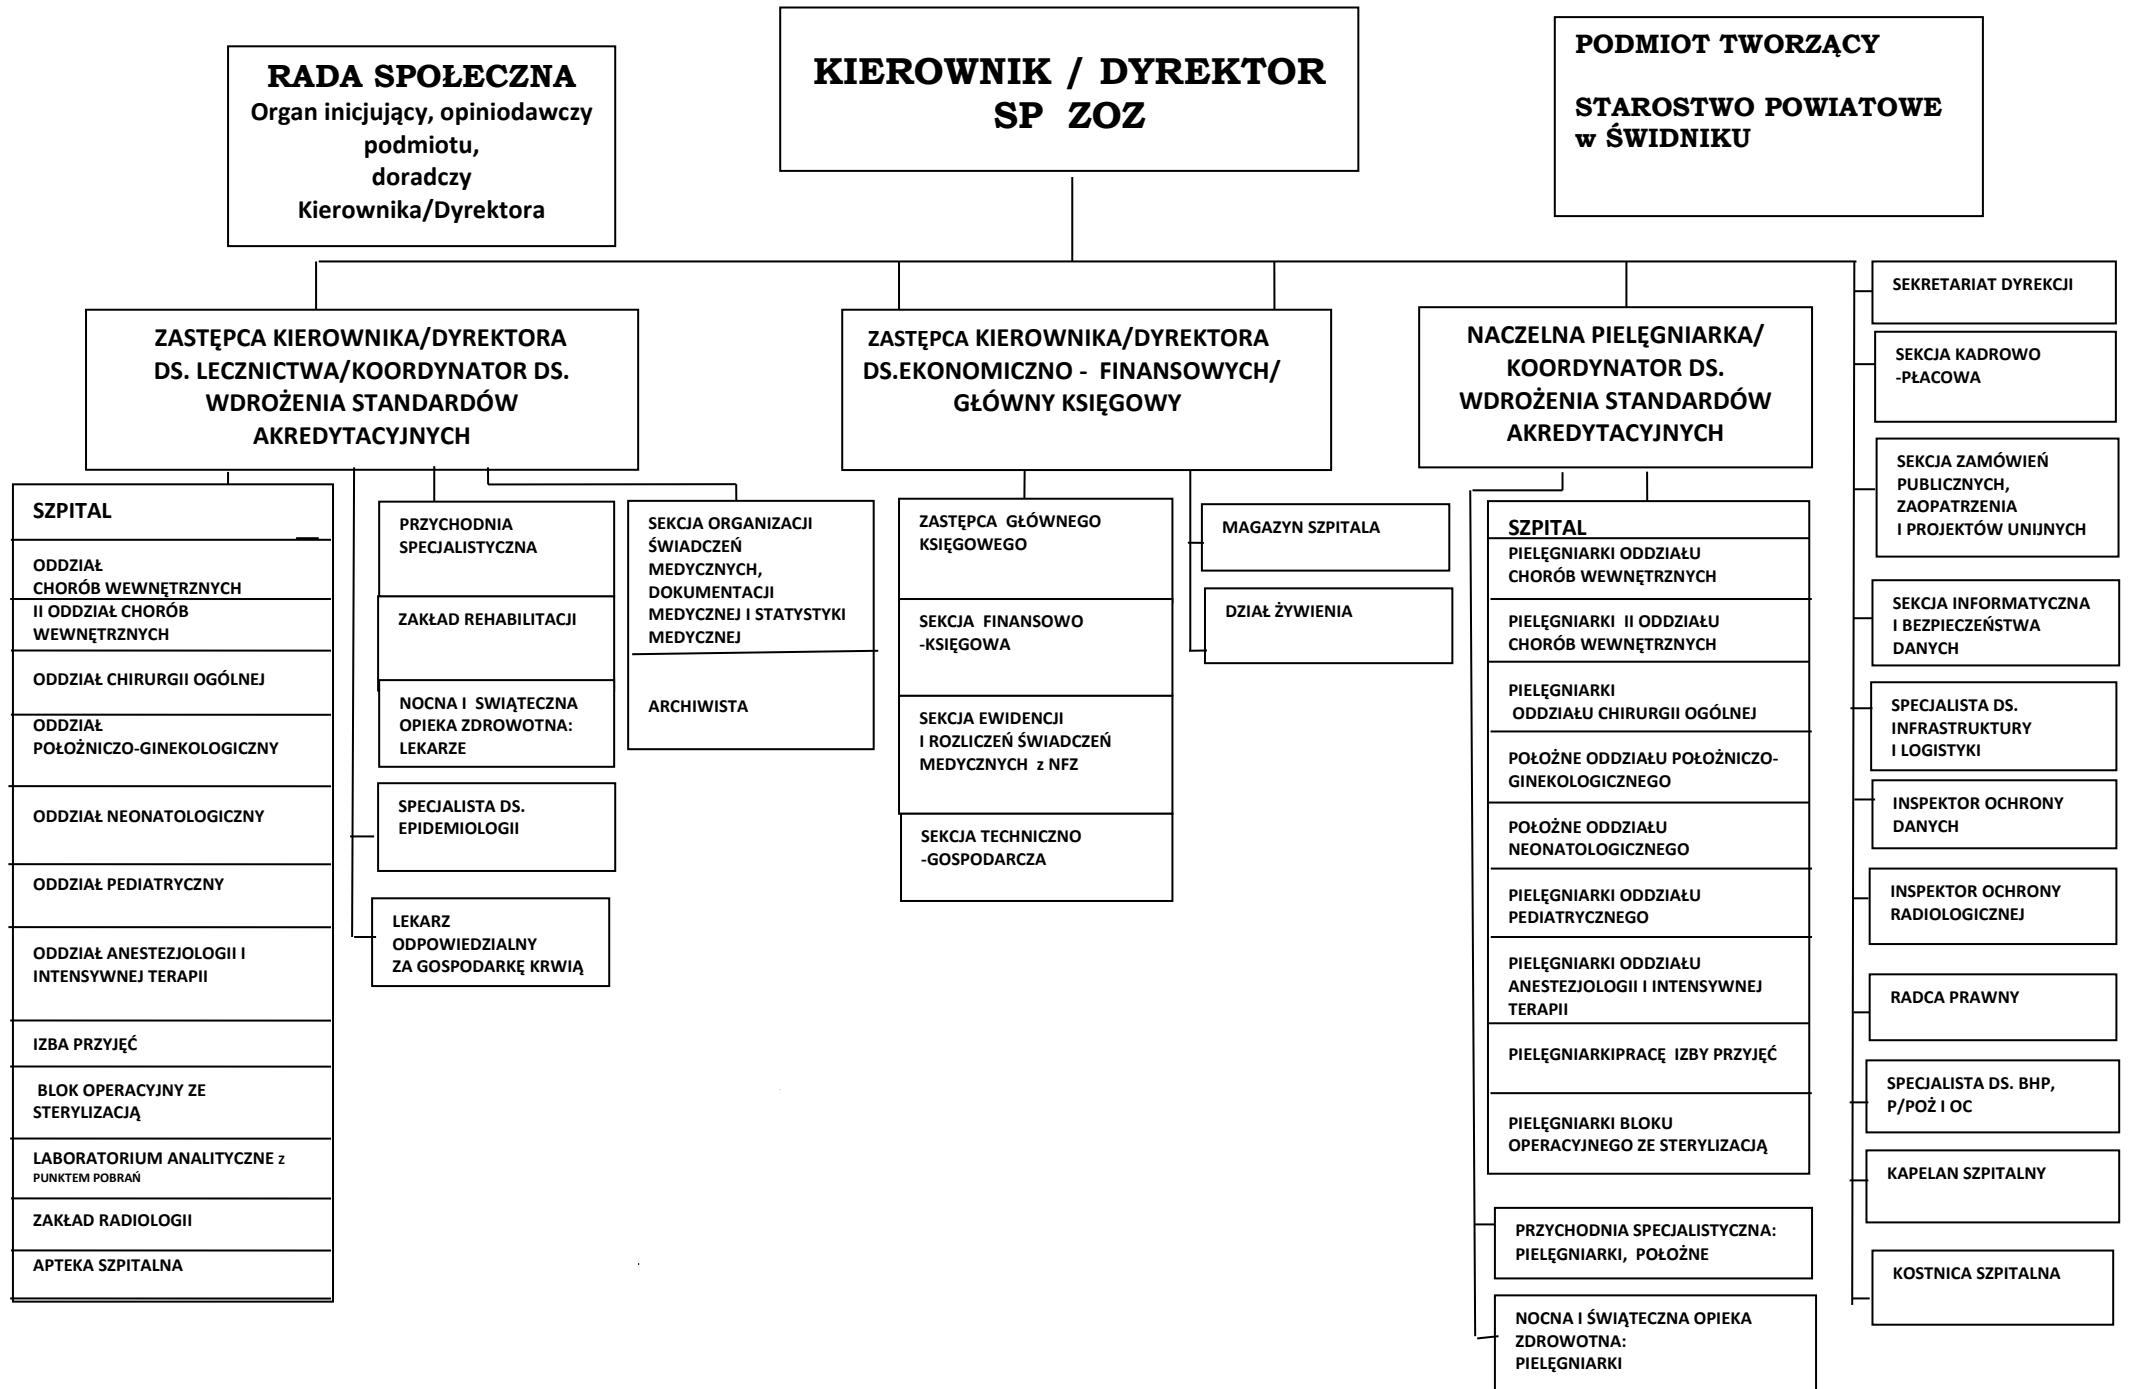 RADA SPOŁECZNA
Organ inicjujący, opiniodawczy
podmiotu,
doradczy
Kierownika/Dyrektora
KIEROWNIK / DYREKTOR
SP ZOZ
PODMIOT TWORZĄCY
STAROSTWO POWIATOWE
w ŚWIDNIKU
ZASTĘPCA KIEROWNIKA/DYREKTORA
DS. LECZNICTWA/KOORDYNATOR DS.
WDROŻENIA STANDARDÓW
AKREDYTACYJNYCH
ZASTĘPCA KIEROWNIKA/DYREKTORA
DS.EKONOMICZNO - FINANSOWYCH/
GŁÓWNY KSIĘGOWY
NACZELNA PIELĘGNIARKA/
KOORDYNATOR DS.
WDROŻENIA STANDARDÓW
AKREDYTACYJNYCH
SZPITAL
ODDZIAŁ
CHORÓB WEWNĘTRZNYCH
II ODDZIAŁ CHORÓB
WEWNĘTRZNYCH
ODDZIAŁ CHIRURGII OGÓLNEJ
ODDZIAŁ
POŁOŻNICZO-GINEKOLOGICZNY
ODDZIAŁ NEONATOLOGICZNY
ODDZIAŁ PEDIATRYCZNY
ODDZIAŁ ANESTEZJOLOGII I
INTENSYWNEJ TERAPII
IZBA PRZYJĘĆ
BLOK OPERACYJNY ZE
STERYLIZACJĄ
LABORATORIUM ANALITYCZNE z
PUNKTEM POBRAŃ
ZAKŁAD RADIOLOGII
APTEKA SZPITALNA
PRZYCHODNIA
SPECJALISTYCZNA
ZAKŁAD REHABILITACJI
NOCNA I SWIĄTECZNA
OPIEKA ZDROWOTNA:
LEKARZE
SPECJALISTA DS.
EPIDEMIOLOGII
LEKARZ
ODPOWIEDZIALNY
ZA GOSPODARKĘ KRWIĄ
SEKCJA ORGANIZACJI
ŚWIADCZEŃ
MEDYCZNYCH,
DOKUMENTACJI
MEDYCZNEJ I STATYSTYKI
MEDYCZNEJ
ARCHIWISTA
ZASTĘPCA GŁÓWNEGO
KSIĘGOWEGO
SEKCJA FINANSOWO
-KSIĘGOWA
SEKCJA EWIDENCJI
I ROZLICZEŃ ŚWIADCZEŃ
MEDYCZNYCH z NFZ
SEKCJA TECHNICZNO
-GOSPODARCZA
MAGAZYN SZPITALA
DZIAŁ ŻYWIENIA
SZPITAL
PIELĘGNIARKI ODDZIAŁU
CHORÓB WEWNĘTRZNYCH
PIELĘGNIARKI II ODDZIAŁU
CHORÓB WEWNĘTRZNYCH
PIELĘGNIARKI
ODDZIAŁU CHIRURGII OGÓLNEJ
POŁOŻNE ODDZIAŁU POŁOŻNICZO-
GINEKOLOGICZNEGO
POŁOŻNE ODDZIAŁU
NEONATOLOGICZNEGO
PIELĘGNIARKI ODDZIAŁU
PEDIATRYCZNEGO
PIELĘGNIARKI ODDZIAŁU
ANESTEZJOLOGII I INTENSYWNEJ
TERAPII
PIELĘGNIARKIPRACĘ IZBY PRZYJĘĆ
PIELĘGNIARKI BLOKU
OPERACYJNEGO ZE STERYLIZACJĄ
PRZYCHODNIA SPECJALISTYCZNA:
PIELĘGNIARKI, POŁOŻNE
NOCNA I ŚWIĄTECZNA OPIEKA
ZDROWOTNA:
PIELĘGNIARKI
SEKRETARIAT DYREKCJI
SEKCJA KADROWO
-PŁACOWA
SEKCJA ZAMÓWIEŃ
PUBLICZNYCH,
ZAOPATRZENIA
I PROJEKTÓW UNIJNYCH
SEKCJA INFORMATYCZNA
I BEZPIECZEŃSTWA
DANYCH
SPECJALISTA DS.
INFRASTRUKTURY
I LOGISTYKI
INSPEKTOR OCHRONY
DANYCH
INSPEKTOR OCHRONY
RADIOLOGICZNEJ
RADCA PRAWNY
SPECJALISTA DS. BHP,
P/POŻ I OC
KAPELAN SZPITALNY
KOSTNICA SZPITALNA